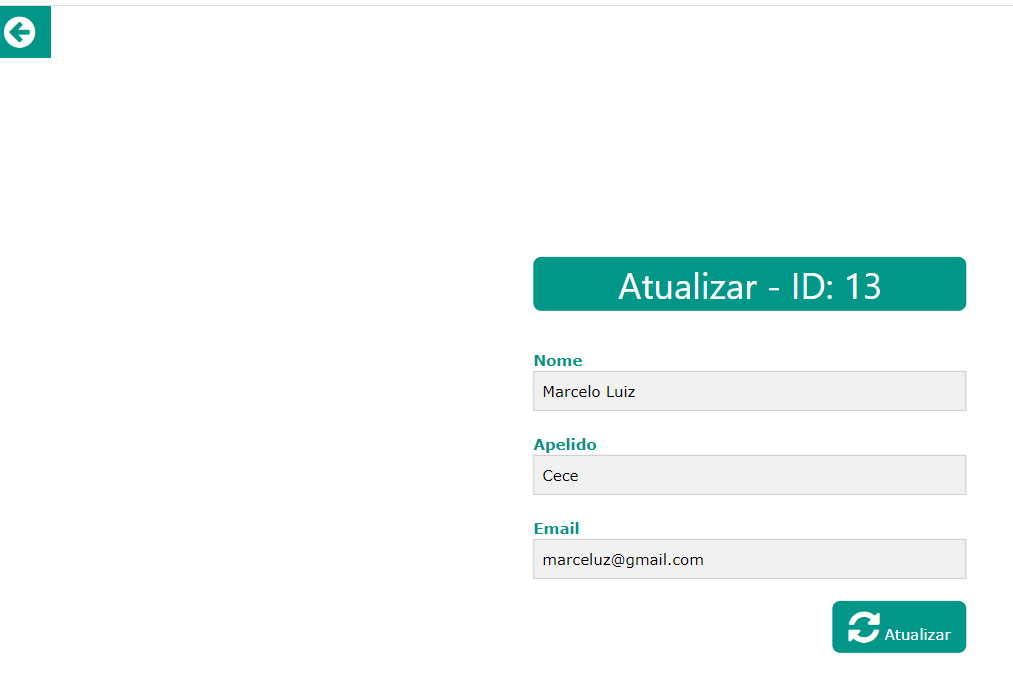 Atualizar - ID: 13
Nome
Marcelo Luiz
Apelido
Cece
Email
marceluz@gmail.com
Atualizar